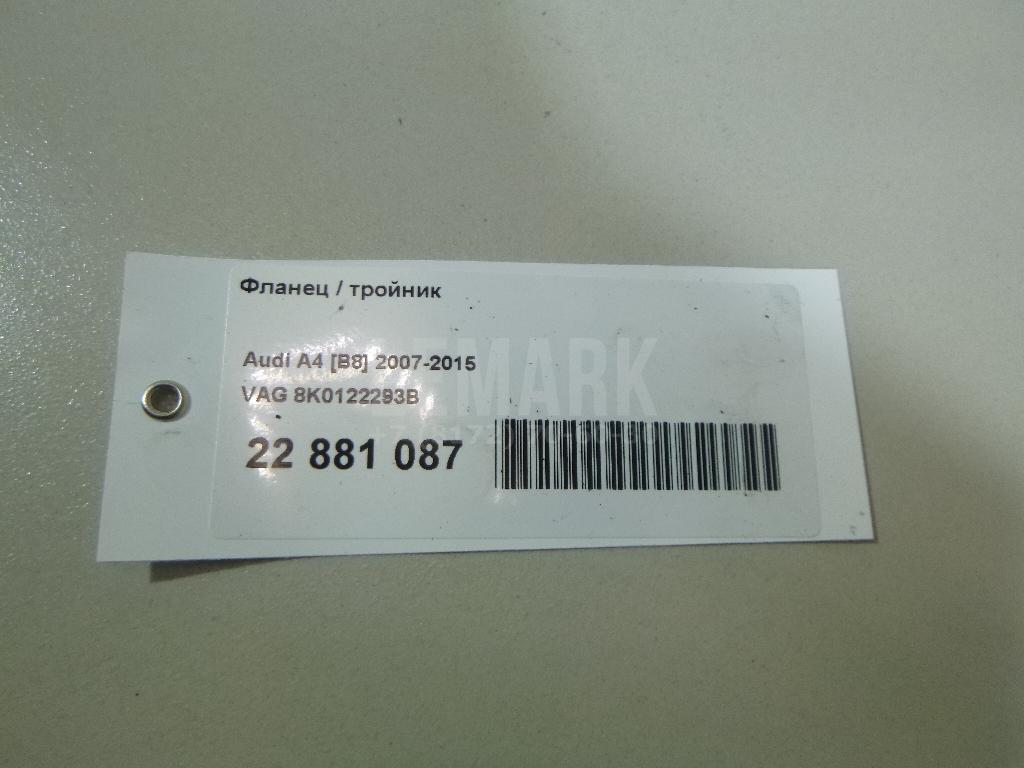 Фланец / тройник
Audi A4 [B8] 2007-2015
VAG 8K0122293B
22 881 087